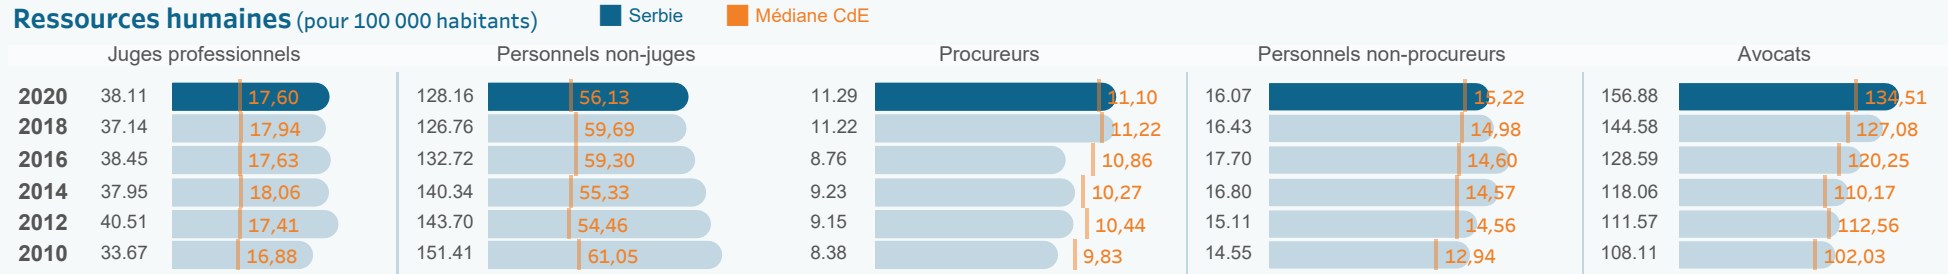 Ressources humaines (pour 100 000 habitants) Serbie Médiane CdE
Juges professionnels Personnels non-juges Procureurs Personnels non-procureurs Avocats
2020 38.11 17,60 128.16 56,13 11.29 11,10 16.07 15,22 156.88 134,51
2018 37.14 17,94 126.76 59,69 11.22 11,22 16.43 14,98 144.58 127,08
2016 38.45 17,63 132.72 59,30 8.76 10,86 17.70 14,60 128.59 120,25
2014 37.95 18,06 140.34 55,33 9.23 10,27 16.80 14,57 118.06 110,17
2012 40.51 17,41 143.70 54,46 9.15 10,44 15.11 14,56 111.57 112,56
2010 33.67 16,88 151.41 61,05 8.38 9,83 14.55 12,94 108.11 102,03